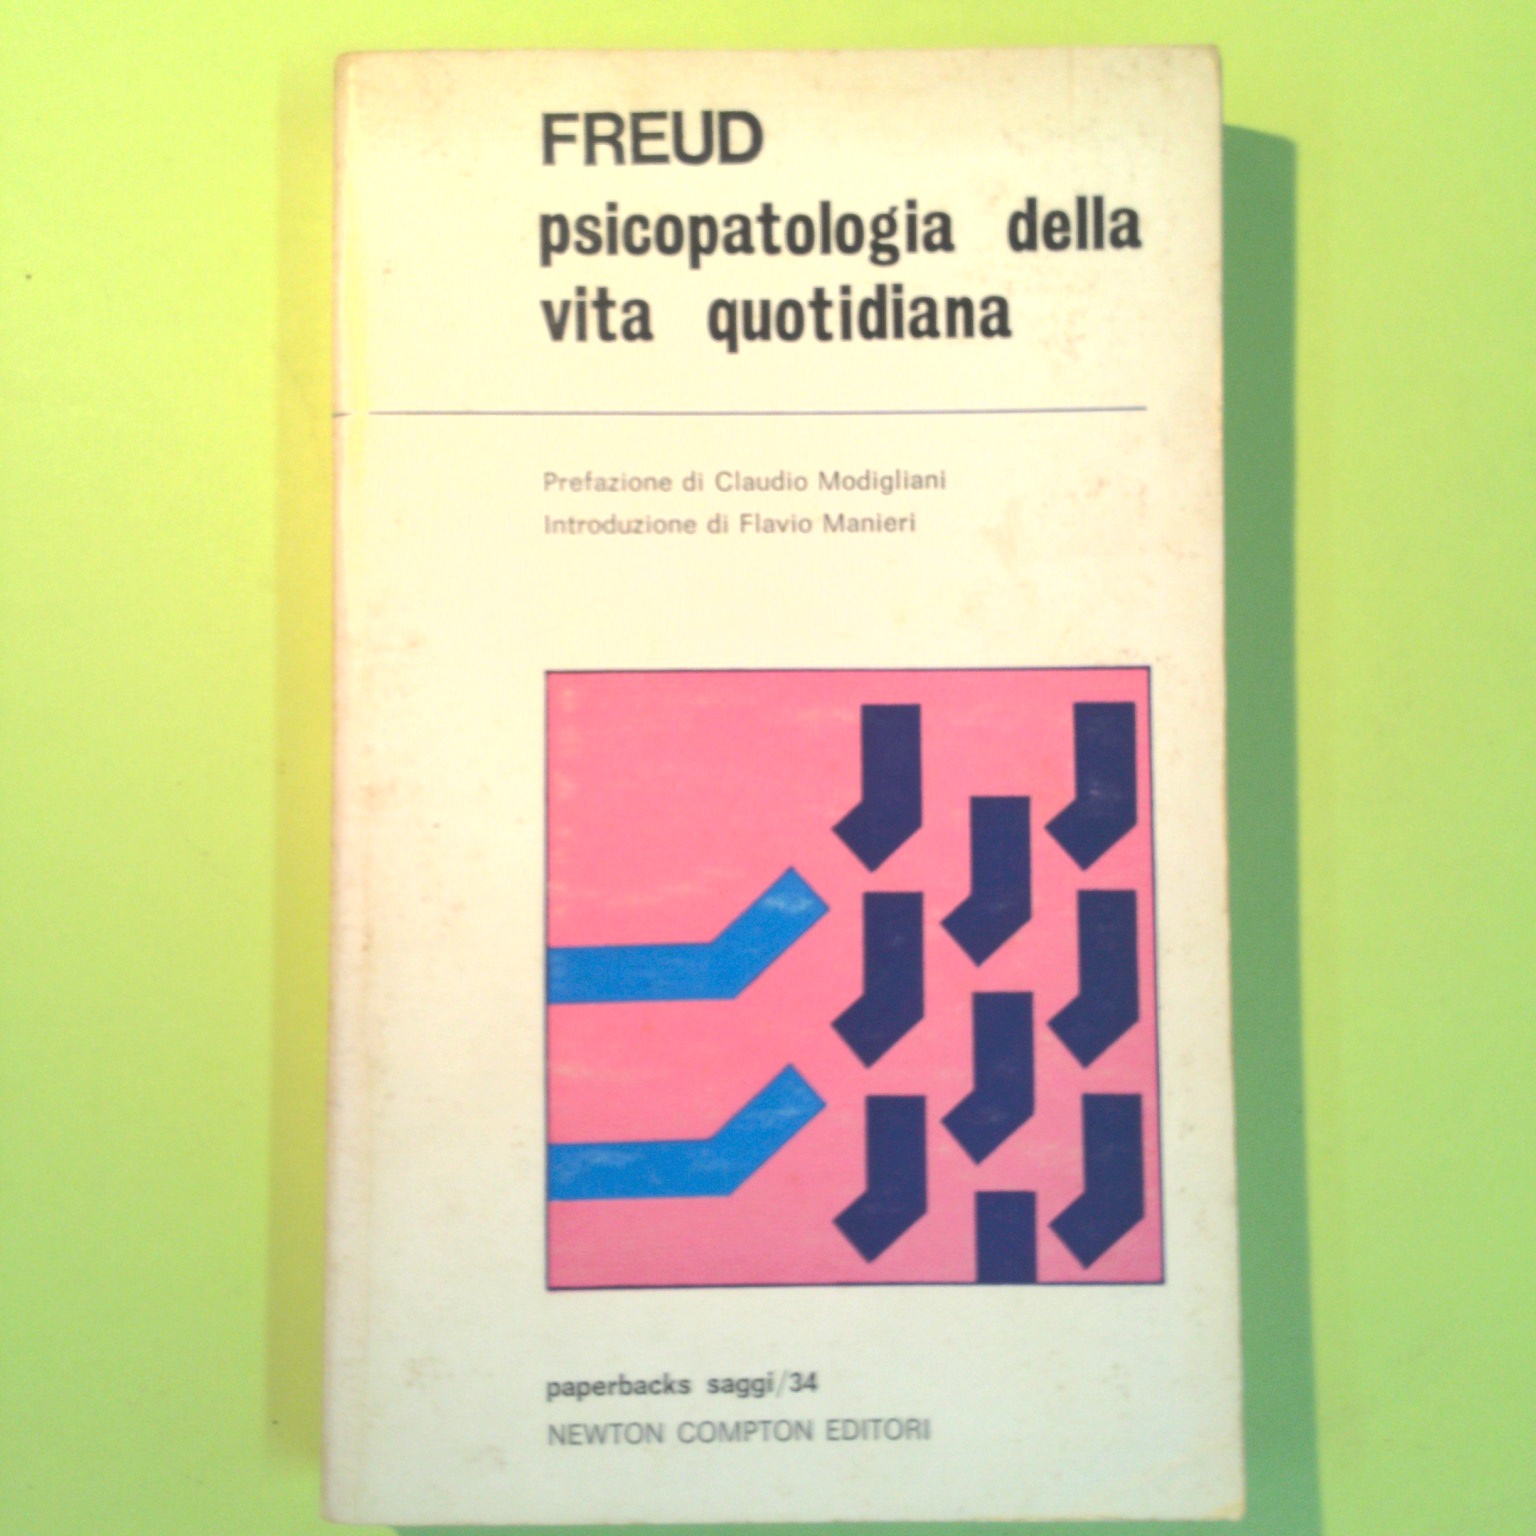 FREUD
psicopatologia della
vita quotidiana
Prefazione di Claudio Modigliani
Introduzione di Flavio Manieri
paperbacks saggi/34
NEWTON COMPTON EDITORI